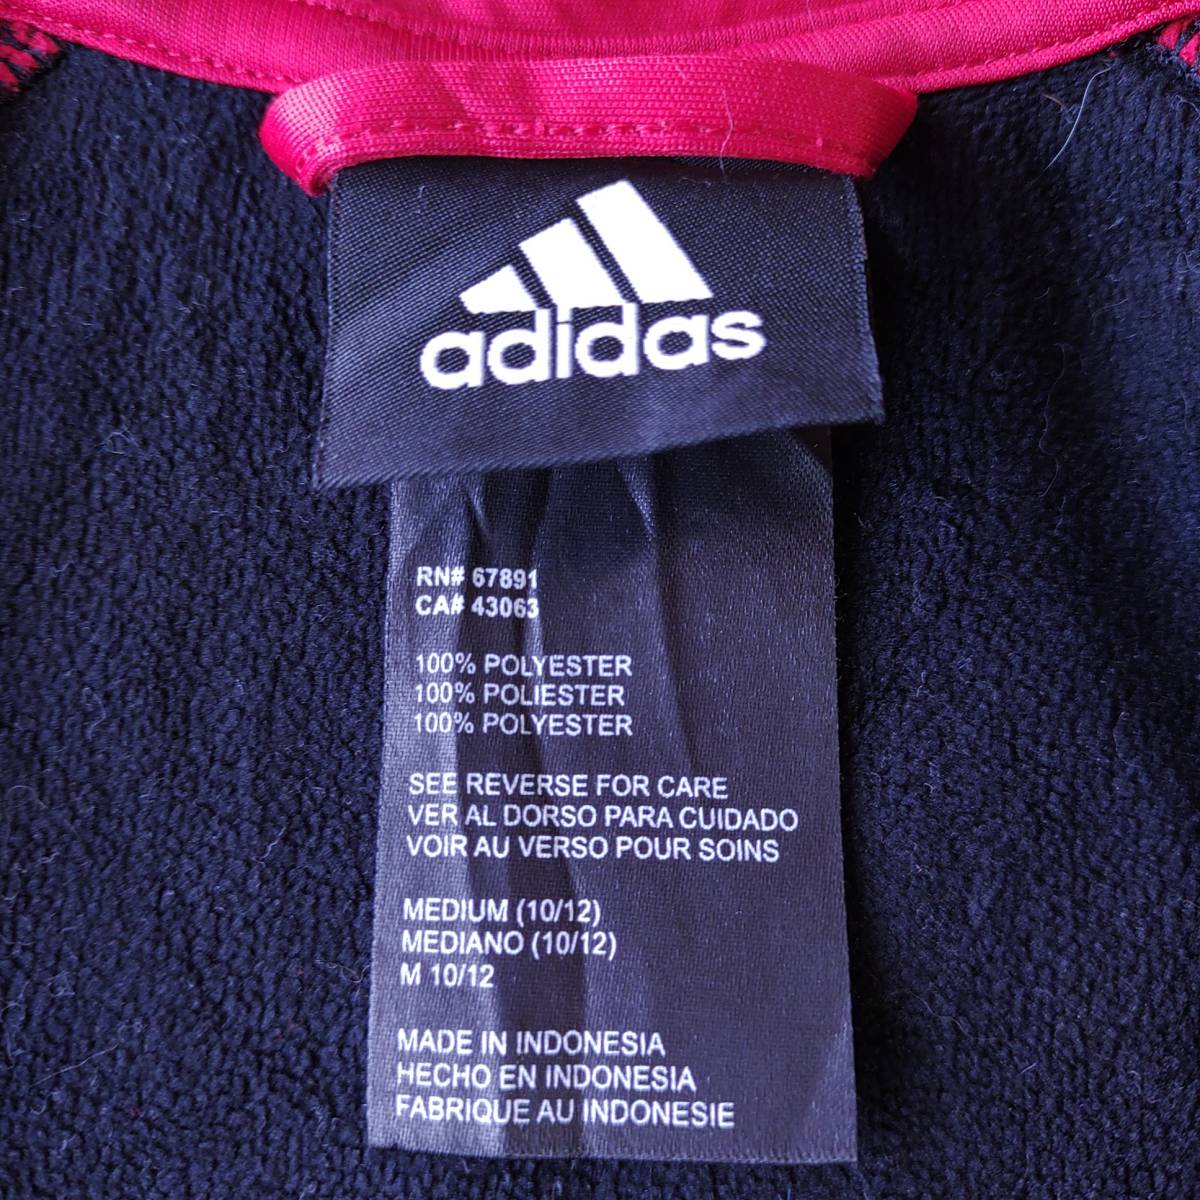 adidas
RN# 67891
CA# 43063
100% POLYESTER
100% POLIESTER
100% POLYESTER
SEE REVERSE FOR CARE
VER AL DORSO PARA CUIDADO
VOIR AU VERSO POUR SOINS
MEDIUM (10/12)
MEDIANO (10/12)
M 10/12
MADE IN INDONESIA
HECHO EN INDONESIA
FABRIQUE AU INDONESIE